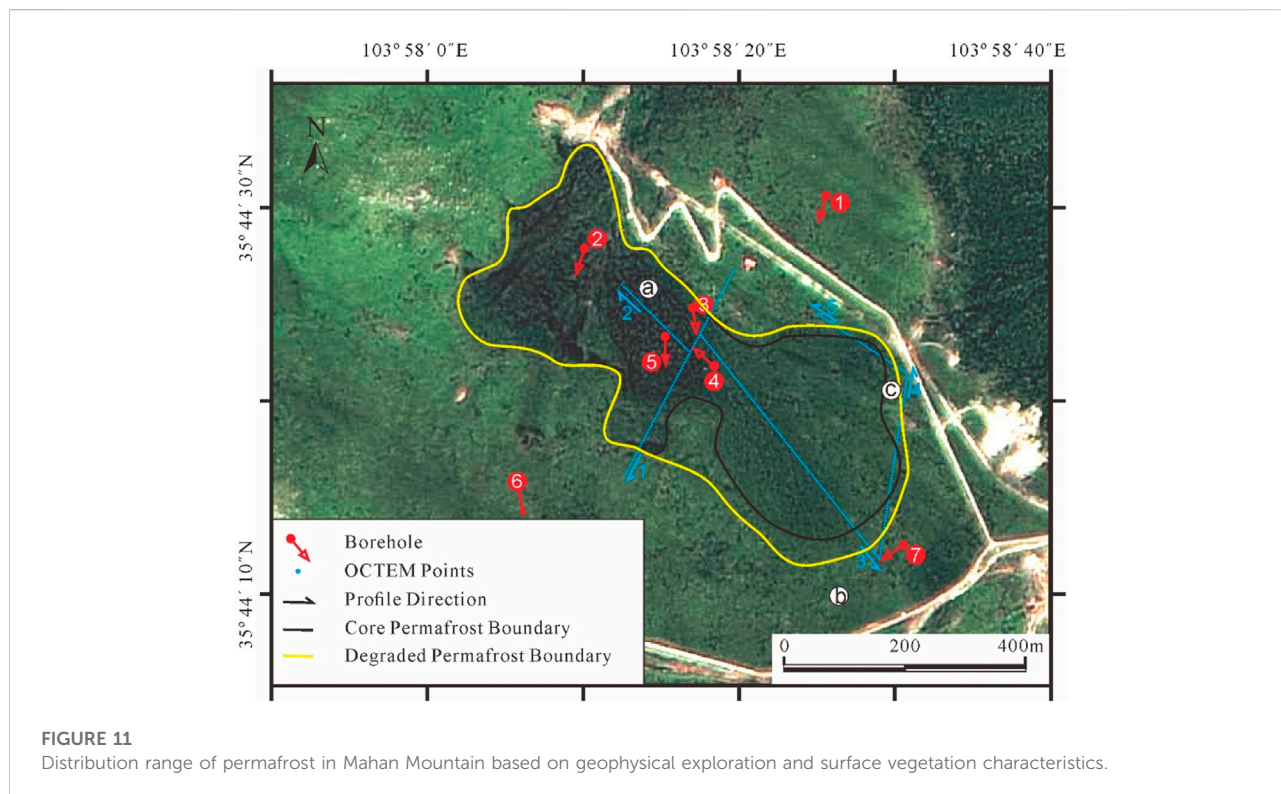 103° 58′ 0″E
103° 58′ 20″E
103° 58′ 40″E
35° 44′ 30″N
35° 44′ 10″N
N
1
2
a
2
3
5
5
4
c
4
1
6
3
7
b
Borehole
OCTEM Points
Profile Direction
Core Permafrost Boundary
Degraded Permafrost Boundary
0
200
400m
FIGURE 11
Distribution range of permafrost in Mahan Mountain based on geophysical exploration and surface vegetation characteristics.